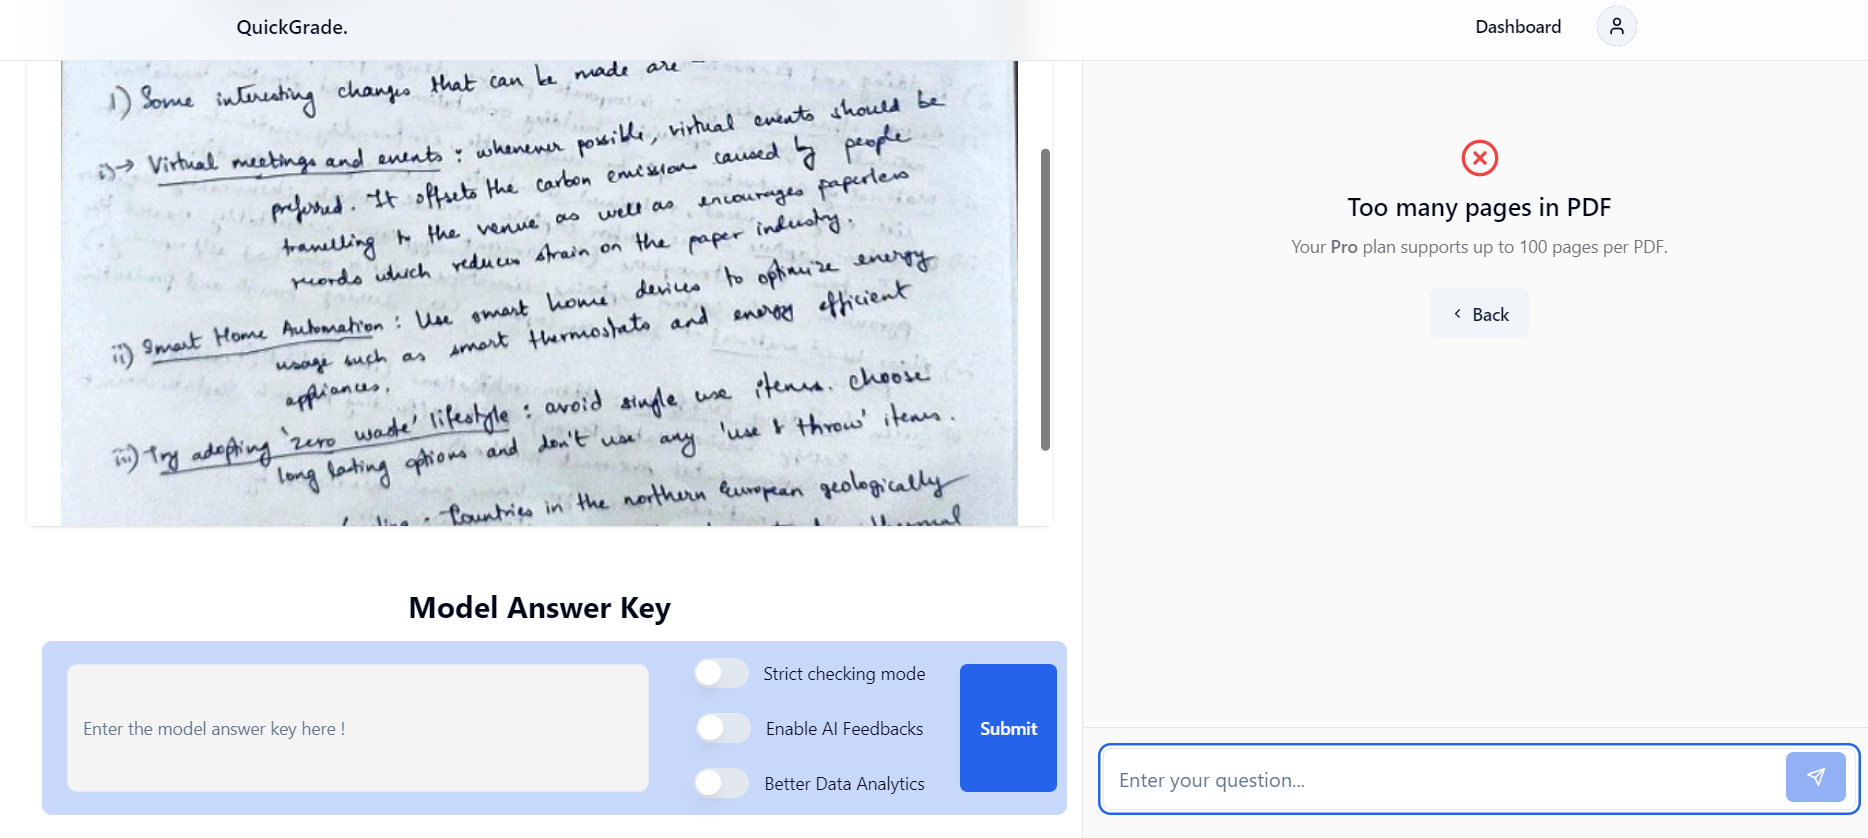 QuickGrade.
Dashboard
1) Some interesting changes that can be made are -
i) → Virtual meetings and events : whenever possible, virtual events should be
preferred. It offsets the carbon emission caused by people
travelling to the venue, as well as encourages paperless
records which reduces strain on the paper industry.
ii) Smart Home Automation : Use smart home devices to optimize energy
usage such as smart thermostats and energy efficient
appliances.
iii) Try adopting 'zero waste' lifestyle : avoid single use items. choose
long lasting options and don't use any 'use & throw' items.
: Countries in the northern European geologically
thermal
Model Answer Key
Enter the model answer key here !
Strict checking mode
Enable AI Feedbacks
Better Data Analytics
Submit
Too many pages in PDF
Your Pro plan supports up to 100 pages per PDF.
Back
Enter your question...